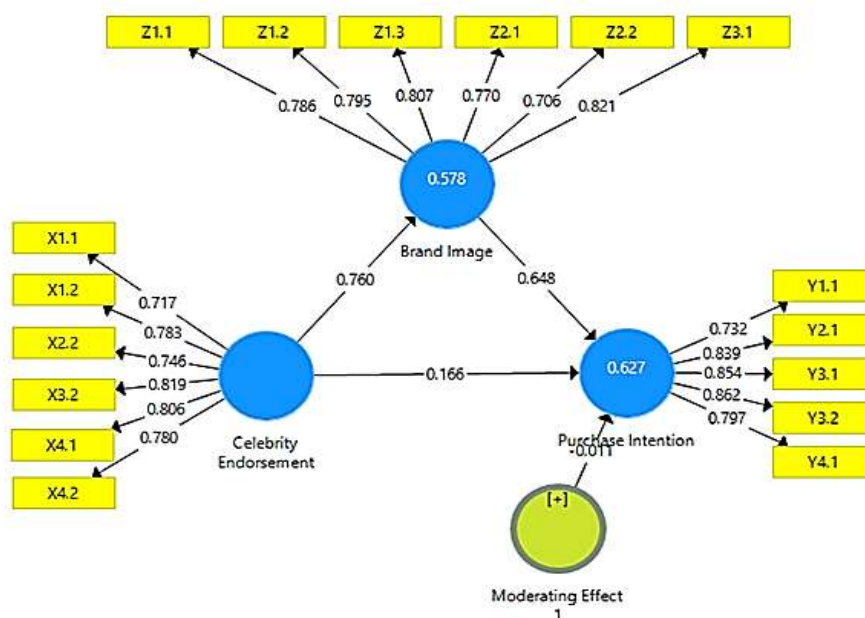 Z1.1 Z1.2 Z1.3 Z2.1 Z2.2 Z3.1
0.786 0.795 0.807 0.770 0.706 0.821
0.578
Brand Image
X1.1
X1.2
X2.2
X3.2
X4.1
X4.2
0.717
0.783
0.746
0.819
0.806
0.780
Celebrity
Endorsement
0.760
0.648
0.166
0.627
Purchase Intention
0.732
0.839
0.854
0.862
0.797
Y1.1
Y2.1
Y3.1
Y3.2
Y4.1
-0.011
[+]
Moderating Effect
1